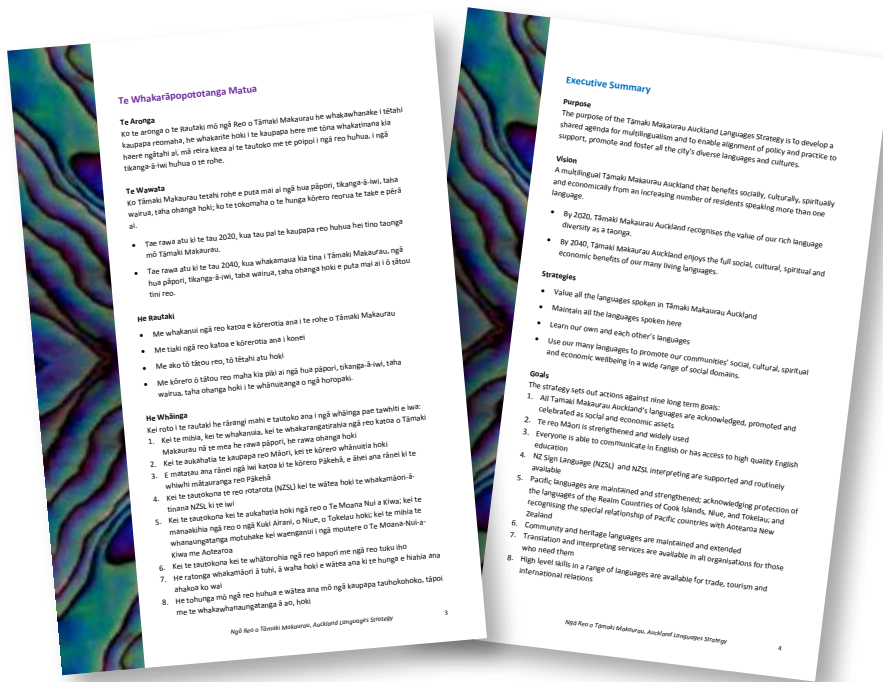 Te Whakarāpopototanga Matua
Te Aronga
Ko te aronga o te Rautaki mō ngā Reo o Tāmaki Makaurau he whakawhanake i tētahi
kaupapa reomaha, he whakarite hoki i te kaupapa here me tōna whakatinana kia
haere ngātahi ai, mā reira kitea ai te tautoko me te poipoi i ngā reo huhua, i ngā
tikanga-ā-iwi huhua o te rohe.
Te Wawata
Ko Tāmaki Makaurau tetahi rohe e puta mai ai ngā hua pāpori, tikanga-ā-iwi, taha
wairua, taha ohanga hoki; ko te tokomaha o te hunga kōrero reorua te take e pērā
ai.
• Tae rawa atu ki te tau 2020, kua tau pai te kaupapa reo huhua hei tino taonga
mō Tāmaki Makaurau.
• Tae rawa atu ki te tau 2040, kua whakamaua kia tina i Tāmaki Makaurau, ngā
hua pāpori, tikanga-ā-iwi, taha wairua, taha ohanga hoki e puta mai ai i ō tātou
tini reo.
He Rautaki
• Me whakanui ngā reo katoa e kōrerotia ana i te rohe o Tāmaki Makaurau
• Me tiaki ngā reo katoa e kōrerotia ana i konei
• Me ako tō tātou reo, tō tētahi atu hoki
• Me kōrero ō tātou reo maha kia piki ai ngā hua pāpori, tikanga-ā-iwi, taha
wairua, taha ohanga hoki i te whānuitanga o ngā horopaki.
He Whāinga
Kei roto i te rautaki he rārangi mahi e tautoko ana i ngā whāinga pae tawhiti e iwa:
1. Kei te mihia, kei te whakanuia, kei te whakarangatirahia ngā reo katoa o Tāmaki
Makaurau nā te mea he rawa pāpori, he rawa ohanga hoki
2. Kei te aukahatia te kaupapa reo Māori, kei te kōrero whānuitia hoki
3. E matatau ana rānei ngā iwi katoa ki te kōrero Pākehā, e āhei ana rānei ki te
whiwhi mātauranga reo Pākehā
4. Kei te tautokona te reo rotarota (NZSL) kei te wātea hoki te whakamāori-ā-
tinana NZSL ki te iwi
5. Kei te tautokona kei te aukahatia hoki ngā reo o Te Moana Nui a Kiwa; kei te
manaakihia ngā reo o ngā Kuki Airani, o Niue, o Tokelau hoki; kei te mihia te
whanaungatanga motuhake kei waenganui i ngā moutere o Te Moana-Nui-a-
Kiwa me Aotearoa
6. Kei te tautokona kei te whātorohia ngā reo hapori me ngā reo tuku iho
7. He ratonga whakamāori ā tuhi, ā waha hoki e wātea ana ki te hunga e hiahia ana
ahakoa ko wai
8. He tohunga mō ngā reo huhua e wātea ana mō ngā kaupapa tauhokohoko, tāpoi
me te whakawhanaungatanga ā ao, hoki
Ngā Reo o Tāmaki Makaurau, Auckland Languages Strategy
3
Executive Summary
Purpose
The purpose of the Tāmaki Makaurau Auckland Languages Strategy is to develop a
shared agenda for multilingualism and to enable alignment of policy and practice to
support, promote and foster all the city's diverse languages and cultures.
Vision
A multilingual Tāmaki Makaurau Auckland that benefits socially, culturally, spiritually
and economically from an increasing number of residents speaking more than one
language.
• By 2020, Tāmaki Makaurau Auckland recognises the value of our rich language
diversity as a taonga.
• By 2040, Tāmaki Makaurau Auckland enjoys the full social, cultural, spiritual and
economic benefits of our many living languages.
Strategies
• Value all the languages spoken in Tāmaki Makaurau Auckland
• Maintain all the languages spoken here
• Learn our own and each other's languages
• Use our many languages to promote our communities' social, cultural, spiritual
and economic wellbeing in a wide range of social domains.
Goals
The strategy sets out actions against nine long term goals:
1. All Tamaki Makaurau Auckland's languages are acknowledged, promoted and
celebrated as social and economic assets
2. Te reo Māori is strengthened and widely used
3. Everyone is able to communicate in English or has access to high quality English
education
4. NZ Sign Language (NZSL) and NZSL interpreting are supported and routinely
available
5. Pacific languages are maintained and strengthened; acknowledging protection of
the languages of the Realm Countries of Cook Islands, Niue, and Tokelau; and
recognising the special relationship of Pacific countries with Aotearoa New
Zealand
6. Community and heritage languages are maintained and extended
7. Translation and interpreting services are available in all organisations for those
who need them
8. High level skills in a range of languages are available for trade, tourism and
international relations
Ngā Reo o Tāmaki Makaurau, Auckland Languages Strategy
4